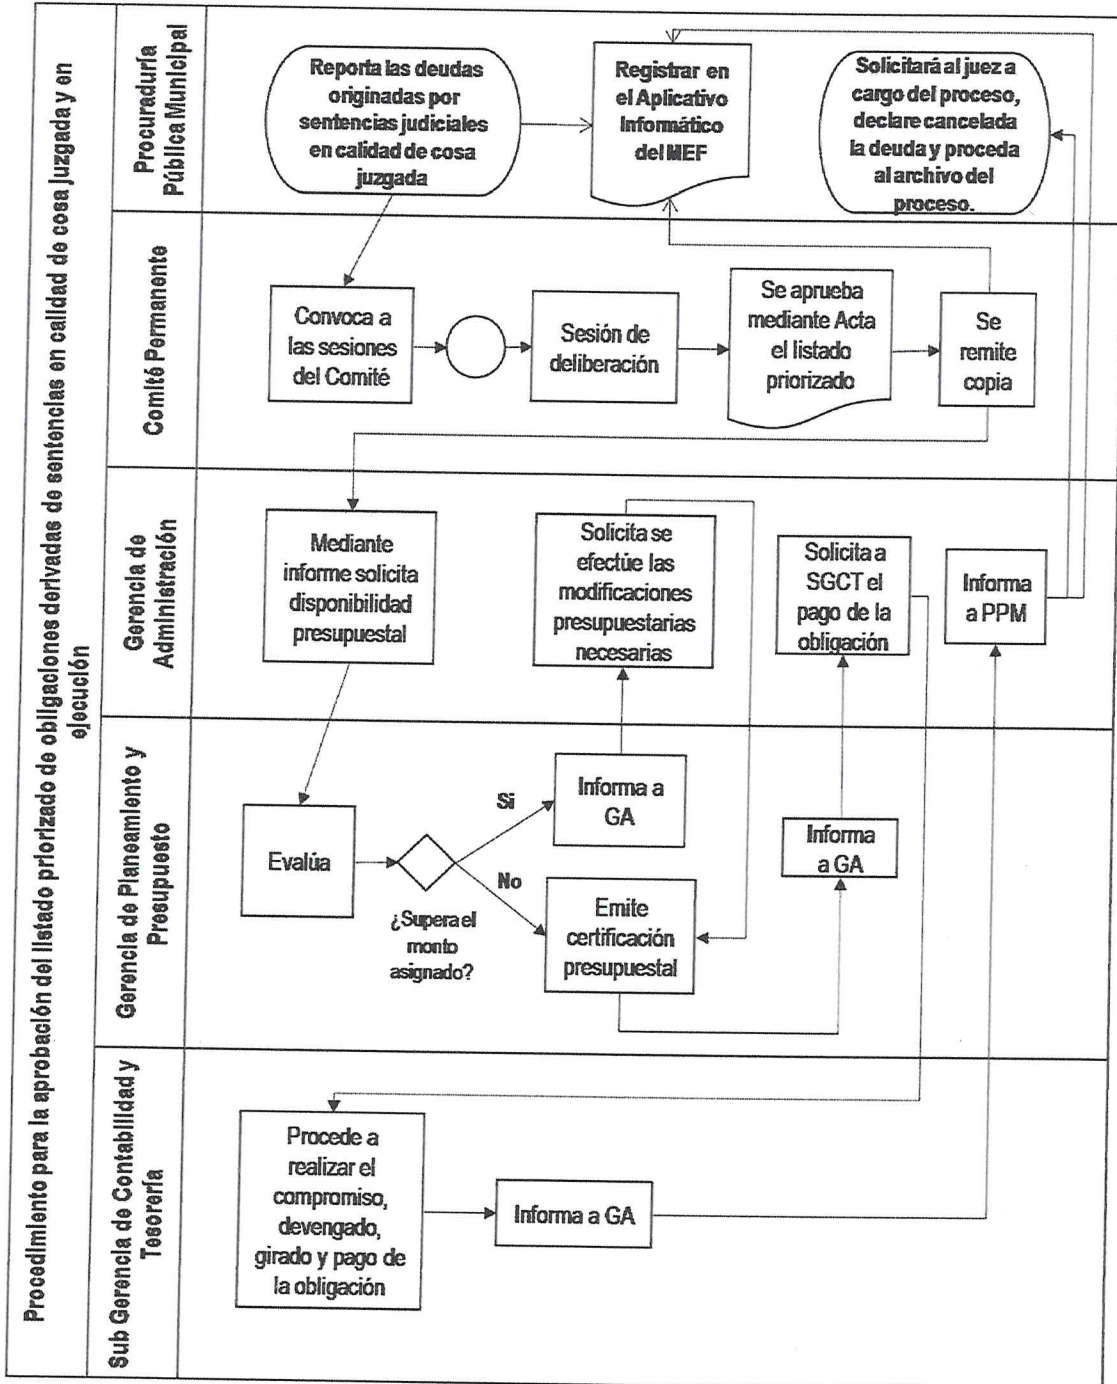 Procedimiento para la aprobación del listado priorizado de obligaciones derivadas de sentencias en calidad de cosa juzgada y en
ejecución
Procuraduría
Pública Municipal
Reporta las deudas
originadas por
sentencias judiciales
en calidad de cosa
juzgada
Registrar en
el Aplicativo
Informático
del MEF
Solicitará al juez a
cargo del proceso,
declare cancelada
la deuda y proceda
al archivo del
proceso.
Comité Permanente
Convoca a
las sesiones
del Comité
Sesión de
deliberación
Se aprueba
mediante Acta
el listado
priorizado
Se
remite
copia
Gerencia de
Administración
Mediante
informe solicita
disponibilidad
presupuestal
Solicita se
efectúe las
modificaciones
presupuestarias
necesarias
Solicita a
SGCT el
pago de la
obligación
Informa
a PPM
Gerencia de Planeamiento y
Presupuesto
Evalúa
¿Supera el
monto
asignado?
Si
No
Informa a
GA
Emite
certificación
presupuestal
Informa
a GA
Sub Gerencia de Contabilidad y
Tesorería
Procede a
realizar el
compromiso,
devengado,
girado y pago de
la obligación
Informa a GA